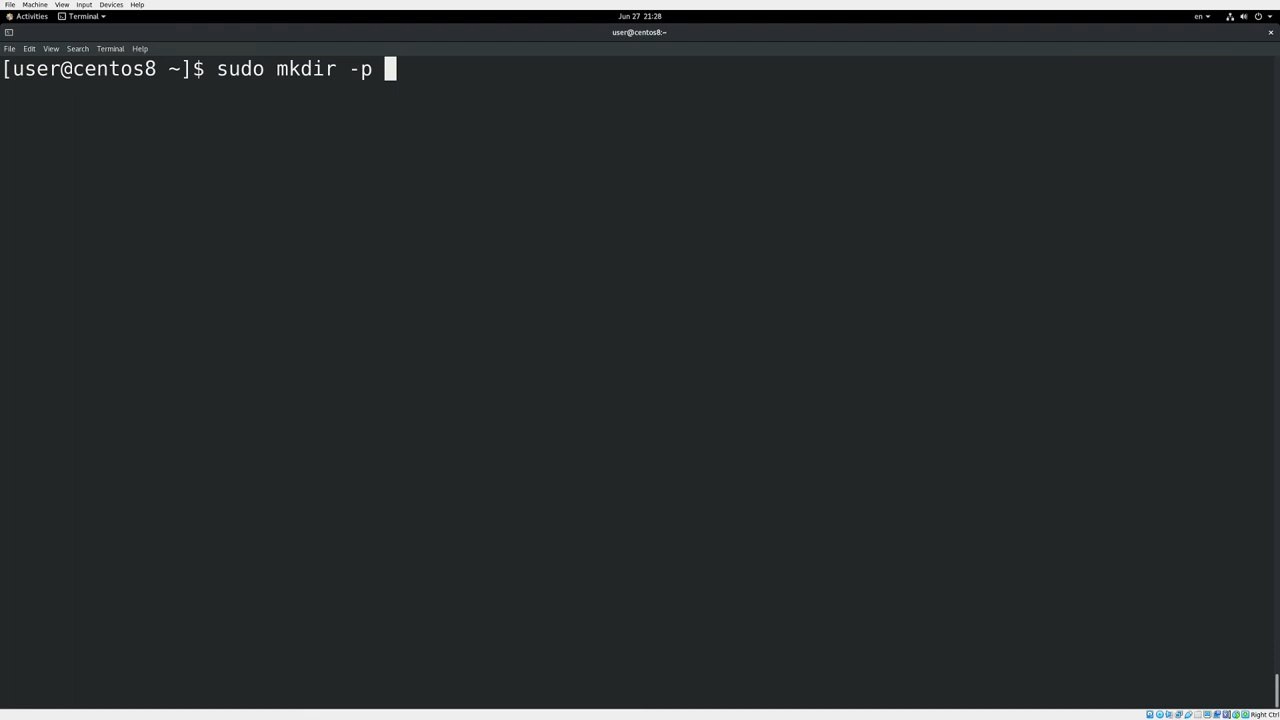 File Machine View Input Devices Help
Activities Terminal Jun 27 21:28 en
user@centos8:~
File Edit View Search Terminal Help
[user@centos8 ~]$ sudo mkdir -p
Right Ctrl